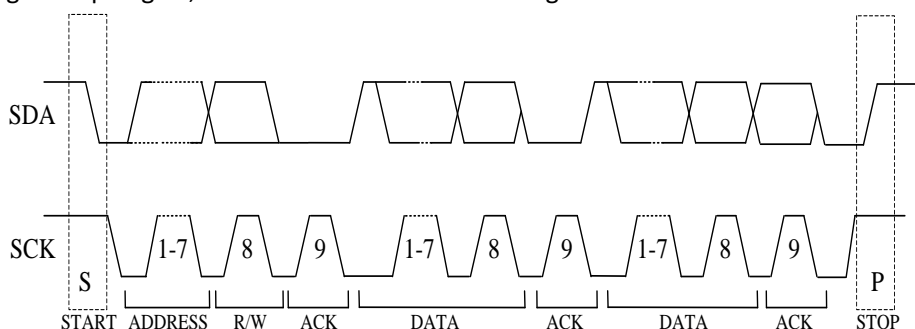 SDA
SCK
1-7 8 9 1-7 8 9 1-7 8 9
S P
START ADDRESS R/W ACK DATA ACK DATA ACK STOP